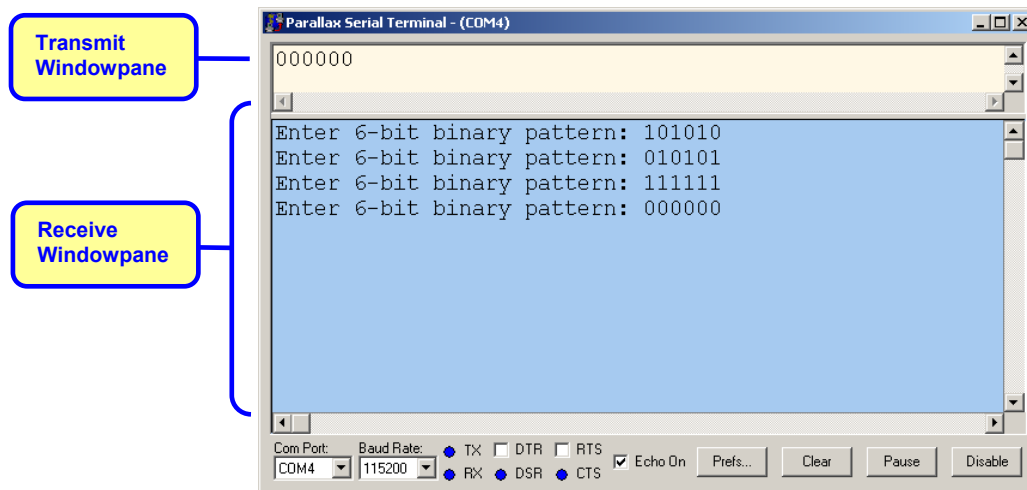 Transmit
Windowpane
Parallax Serial Terminal - (COM4)
000000
Enter 6-bit binary pattern: 101010
Enter 6-bit binary pattern: 010101
Enter 6-bit binary pattern: 111111
Enter 6-bit binary pattern: 000000
Receive
Windowpane
Com Port: Baud Rate: TX DTR RTS
COM4 115200 RX DSR CTS Echo On Prefs... Clear Pause Disable